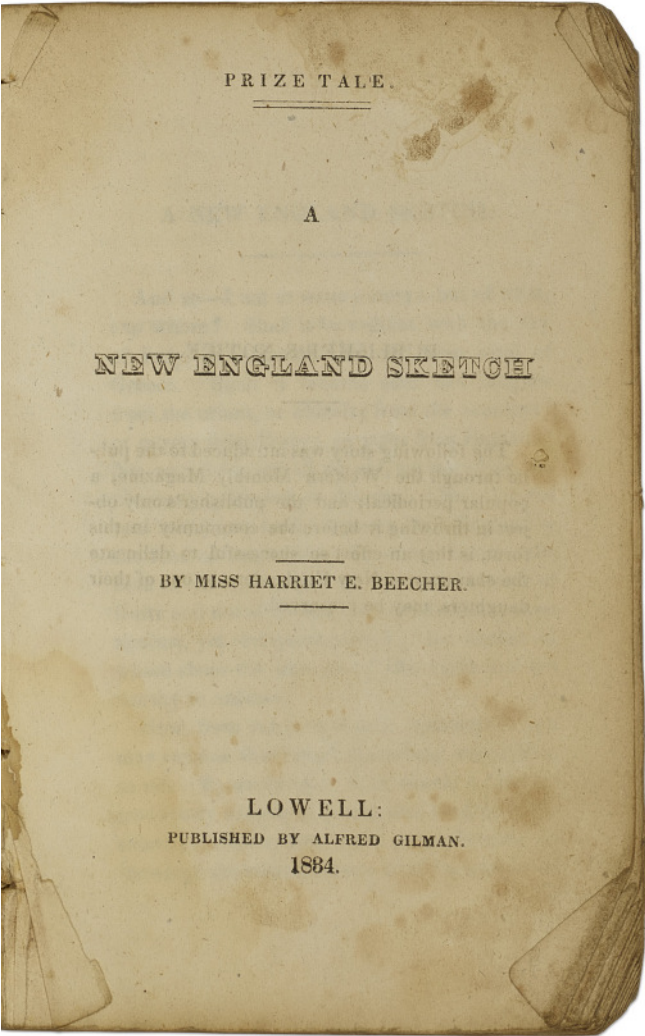 PRIZE TALE.
A
NEW ENGLAND SKETCH
BY MISS HARRIET E. BEECHER.
LOWELL:
PUBLISHED BY ALFRED GILMAN.
1834.